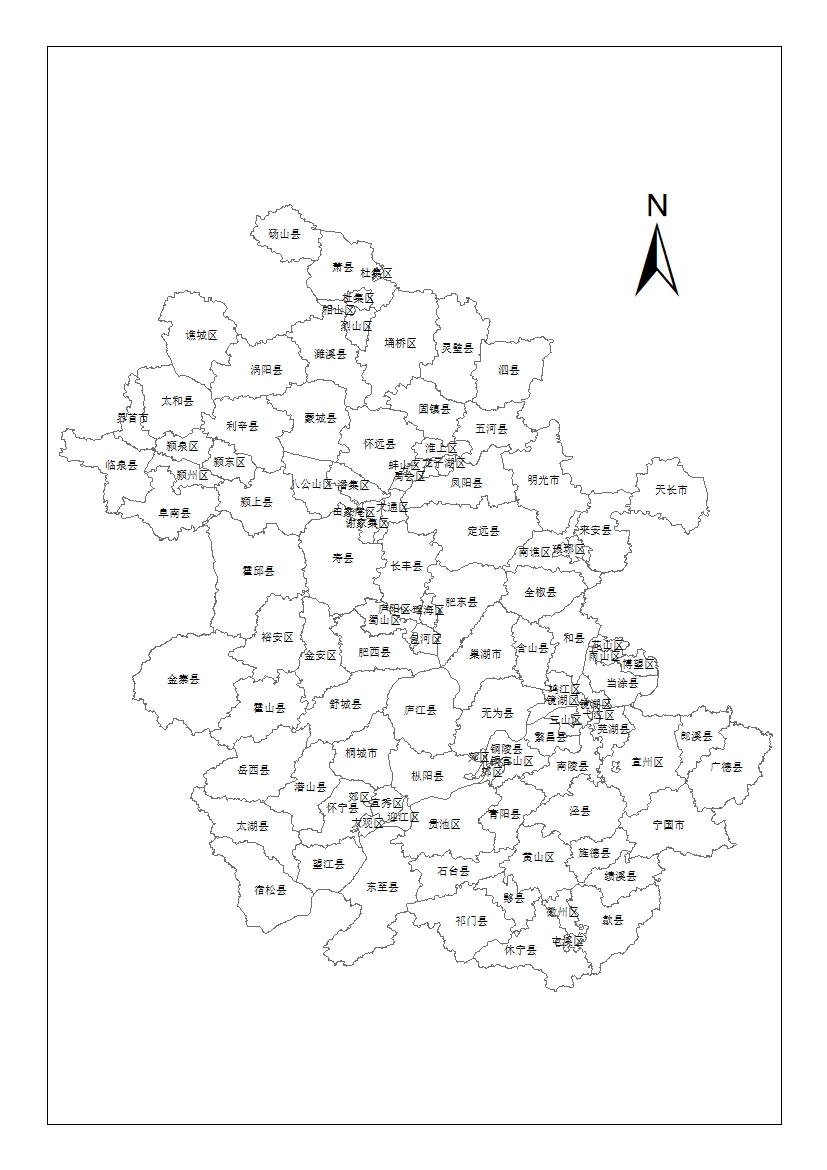 N
砀山县
萧县
杜集区
杜集区
相山区
烈山区
谯城区
埇桥区
灵璧县
濉溪县
涡阳县
泗县
太和县
固镇县
界首市
蒙城县
利辛县
五河县
怀远县
颍泉区
淮上区
临泉县
颍东区
蚌山区
龙子湖区
颍州区
禹会区
明光市
八公山区
潘集区
凤阳县
天长市
颍上县
大通区
阜南县
田家庵区
谢家集区
定远县
来安县
南谯区
琅琊区
寿县
长丰县
霍邱县
全椒县
肥东县
庐阳区
瑶海区
蜀山区
裕安区
包河区
和县
花山区
含山县
肥西县
金安区
巢湖市
雨山区
博望区
金寨县
当涂县
鸠江区
镜湖区
镜湖区
舒城县
霍山县
庐江县
无为县
三山区
弋江区
芜湖县
繁昌县
郎溪县
铜陵县
桐城市
郊区
铜官山区
宣州区
南陵县
广德县
岳西县
郊区
枞阳县
潜山县
郊区
宣秀区
怀宁县
泾县
青阳县
迎江区
大观区
贵池区
太湖县
宁国市
旌德县
黄山区
望江县
石台县
绩溪县
东至县
宿松县
黟县
徽州区
祁门县
歙县
屯溪区
休宁县